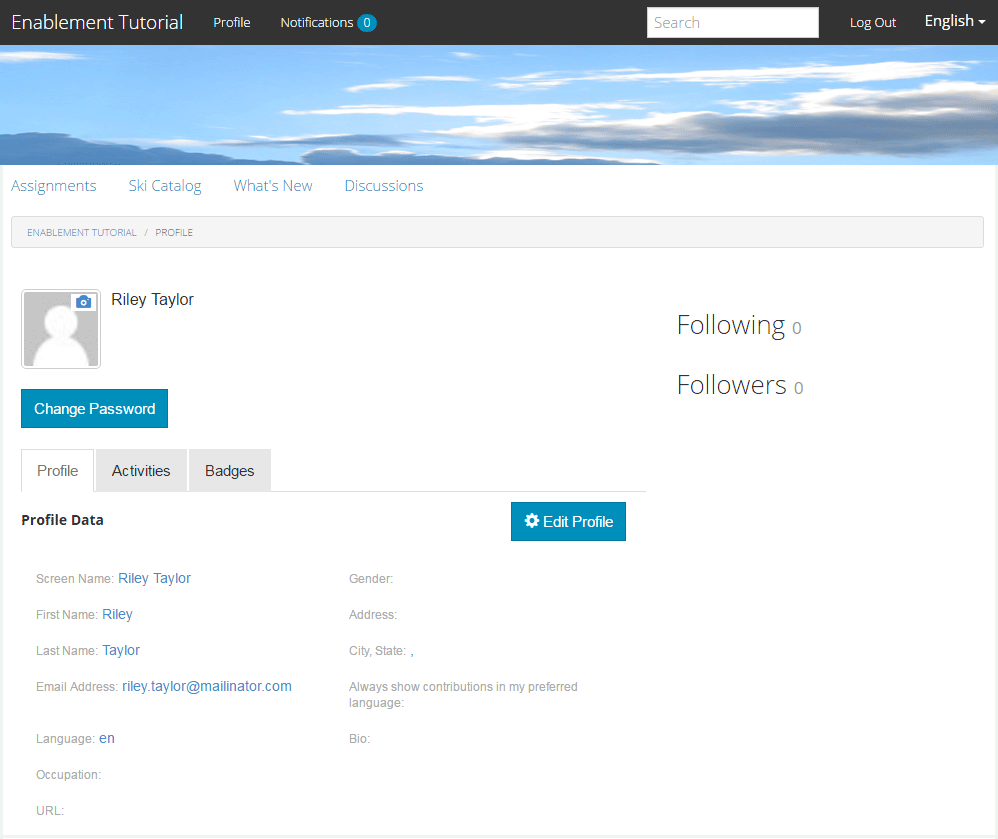 Enablement Tutorial Profile Notifications 0 Search Log Out English
Assignments Ski Catalog What's New Discussions
ENABLEMENT TUTORIAL / PROFILE
Riley Taylor
Following 0
Followers 0
Change Password
Profile Activities Badges
Profile Data Edit Profile
Screen Name: Riley Taylor Gender:
First Name: Riley Address:
Last Name: Taylor City, State: ,
Email Address: riley.taylor@mailinator.com Always show contributions in my preferred
language:
Language: en Bio:
Occupation:
URL: